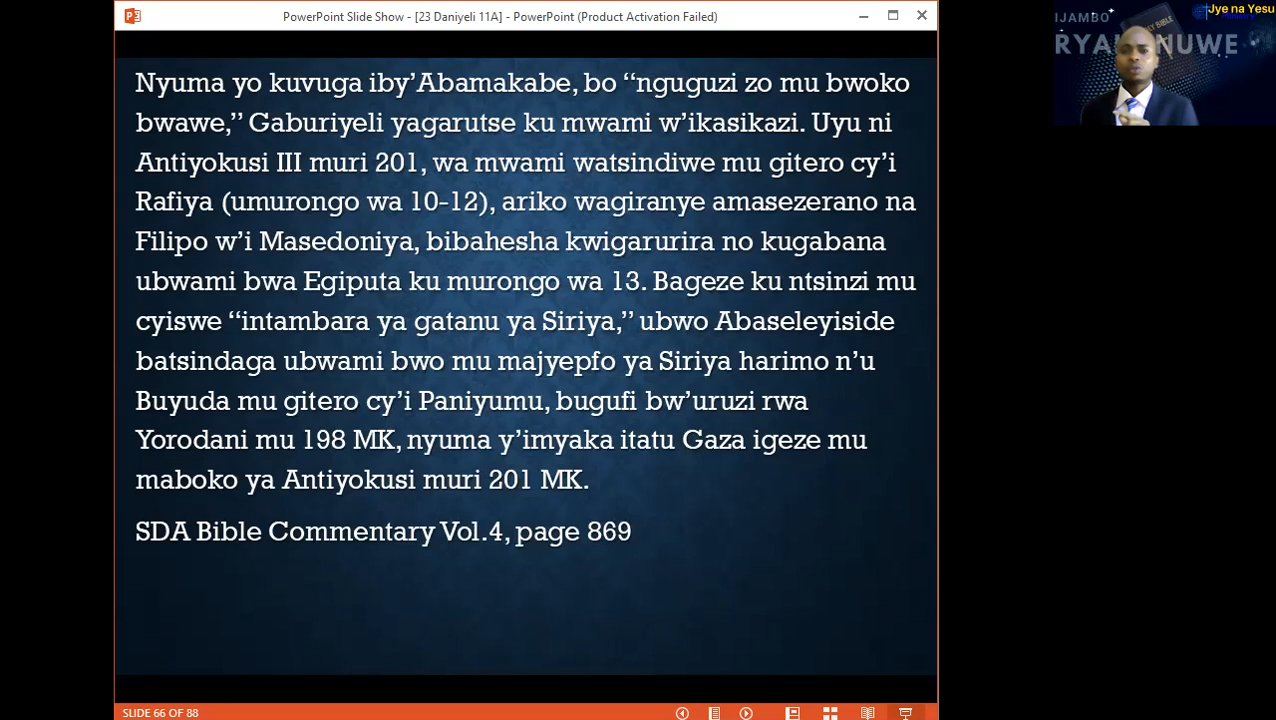 PowerPoint Slide Show - [23 Daniyeli 11A] - PowerPoint (Product Activation Failed)
Nyuma yo kuvuga iby’Abamakabe, bo “nguguzi zo mu bwoko
bwawe,” Gaburiyeli yagarutse ku mwami w’ikasikazi. Uyu ni
Antiyokusi III muri 201, wa mwami watsindiwe mu gitero cy’i
Rafiya (umurongo wa 10-12), ariko wagiranye amasezerano na
Filipo w’i Masedoniya, bibahesha kwigarurira no kugabana
ubwami bwa Egiputa ku murongo wa 13. Bageze ku ntsinzi mu
cyiswe “intambara ya gatanu ya Siriya,” ubwo Abaseleyiside
batsindaga ubwami bwo mu majyepfo ya Siriya harimo n’u
Buyuda mu gitero cy’i Paniyumu, bugufi bw’uruzi rwa
Yorodani mu 198 MK, nyuma y’imyaka itatu Gaza igeze mu
maboko ya Antiyokusi muri 201 MK.
SDA Bible Commentary Vol.4, page 869
SLIDE 66 OF 88
Jye na Yesu
IJAMBO
BIBLE